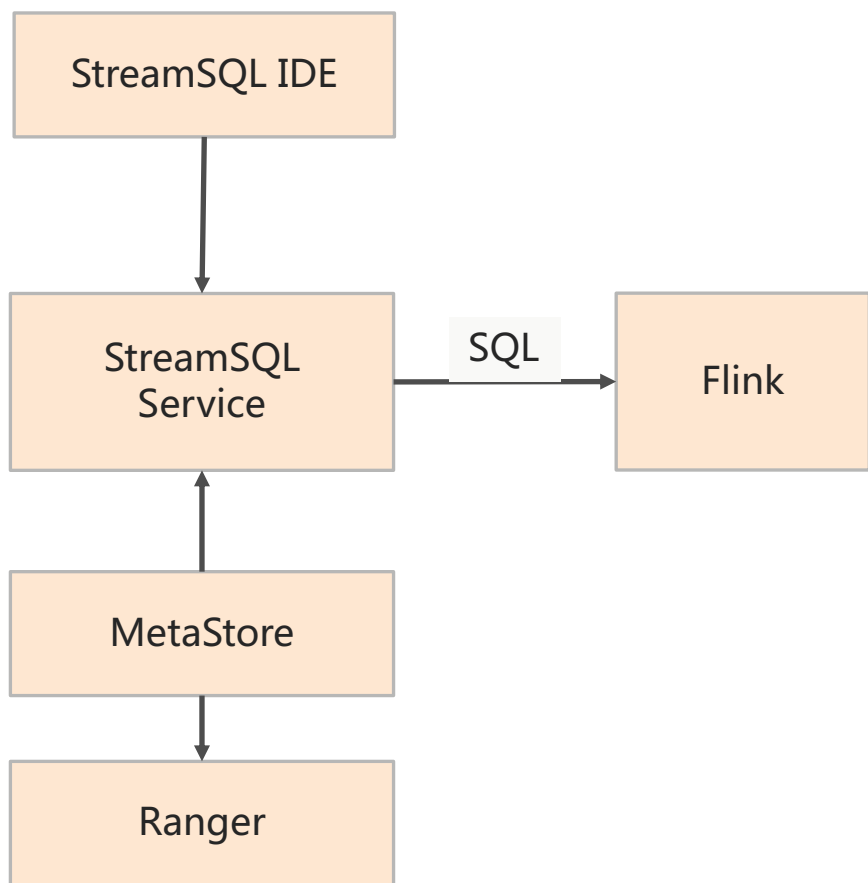 StreamSQL IDE
StreamSQL
Service
SQL
Flink
MetaStore
Ranger